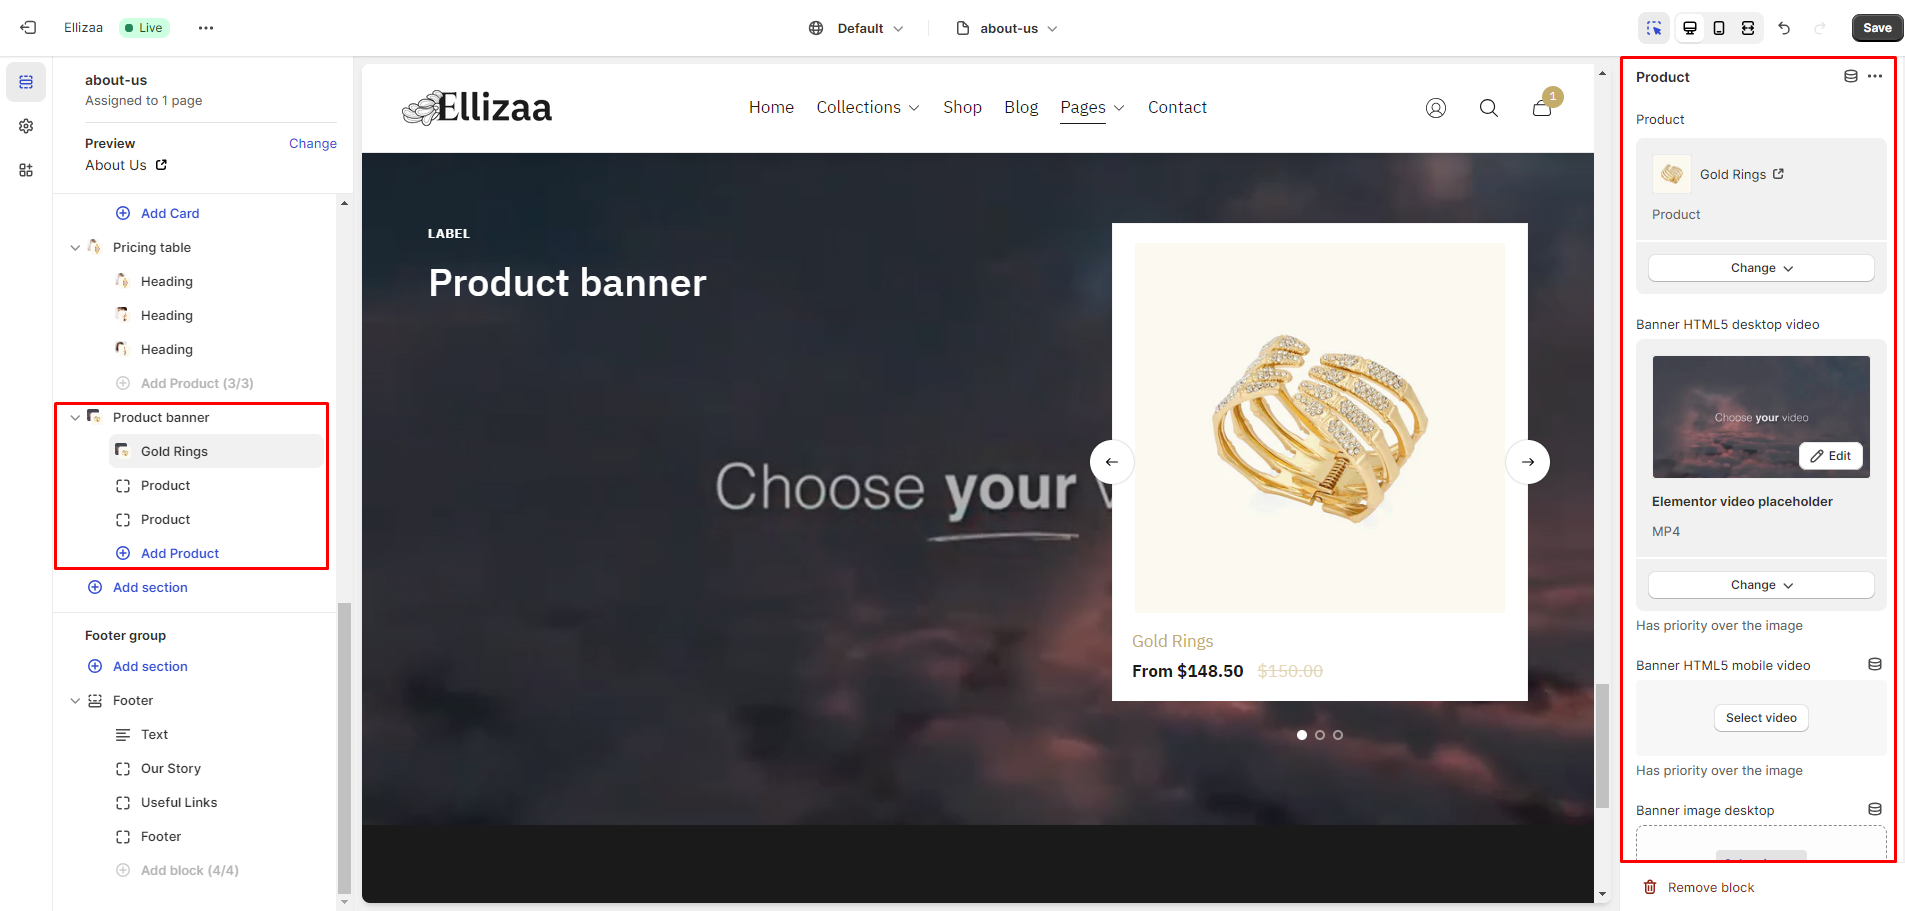 Ellizaa
Live
Default
about-us
Save
about-us
Assigned to 1 page
Preview
Change
About Us
Add Card
Pricing table
Heading
Heading
Heading
Add Product (3/3)
Product banner
Gold Rings
Product
Product
Add Product
Add section
Footer group
Add section
Footer
Text
Our Story
Useful Links
Footer
Add block (4/4)
Ellizaa
Home
Collections
Shop
Blog
Pages
Contact
1
LABEL
Product banner
Choose your
Gold Rings
From $148.50 $150.00
Product
Product
Gold Rings
Product
Change
Banner HTML5 desktop video
Choose your video
Edit
Elementor video placeholder
MP4
Change
Has priority over the image
Banner HTML5 mobile video
Select video
Has priority over the image
Banner image desktop
Remove block